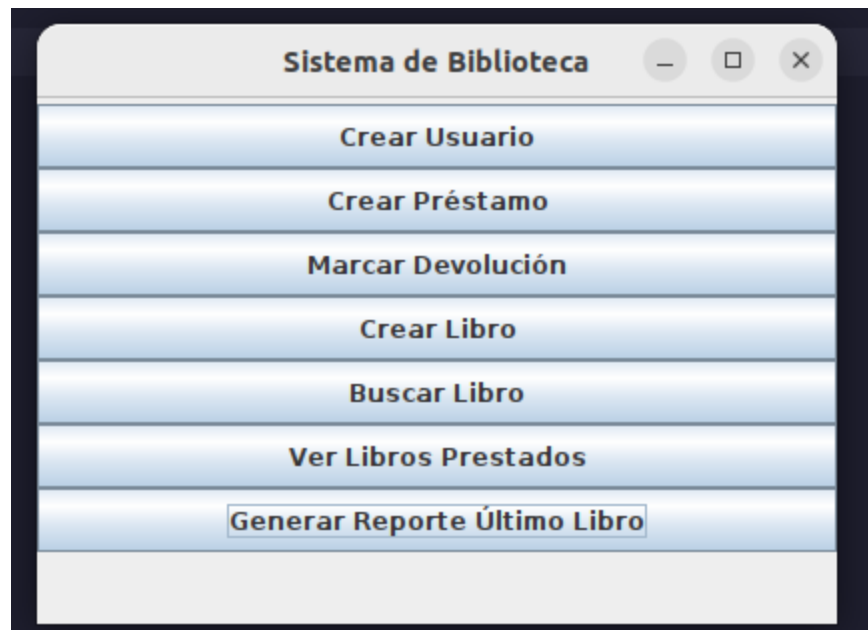 Sistema de Biblioteca
Crear Usuario
Crear Préstamo
Marcar Devolución
Crear Libro
Buscar Libro
Ver Libros Prestados
Generar Reporte Último Libro